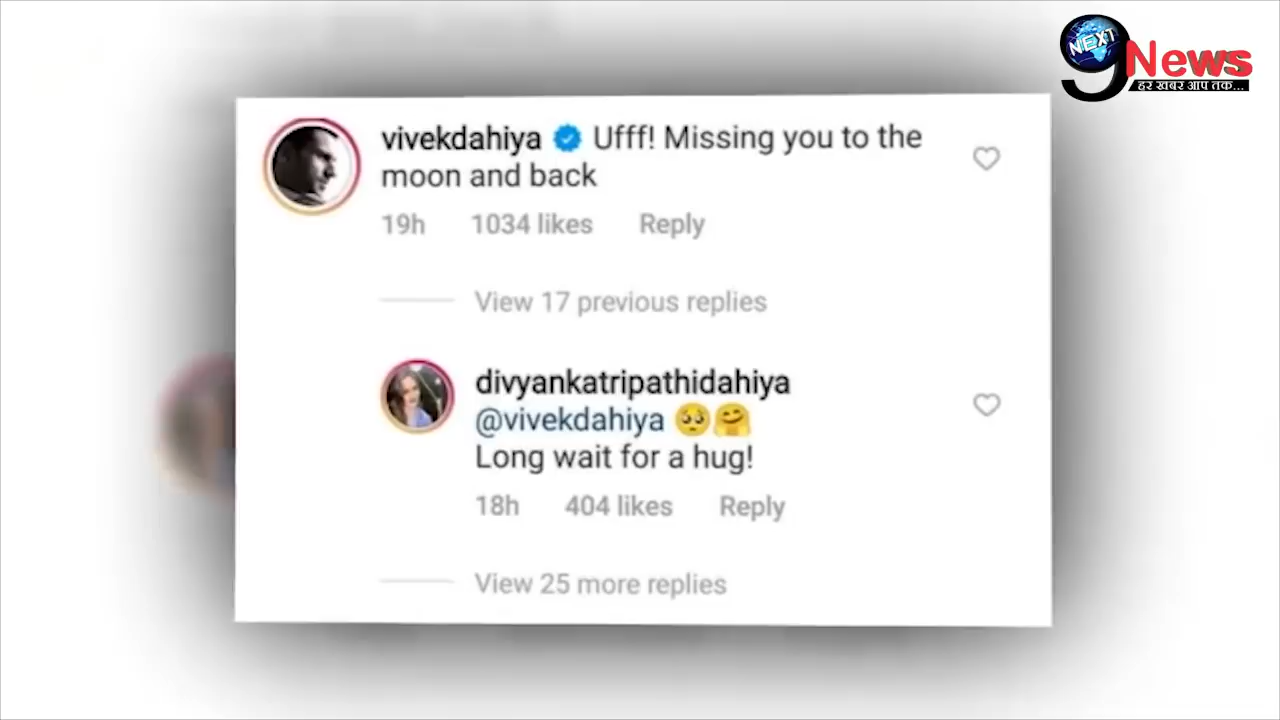 NEXT
9 News
हर खबर आप तक...
vivekdahiya Ufff! Missing you to the
moon and back
19h 1034 likes Reply
View 17 previous replies
divyankatripathidahiya
@vivekdahiya 🥺🤗
Long wait for a hug!
18h 404 likes Reply
View 25 more replies